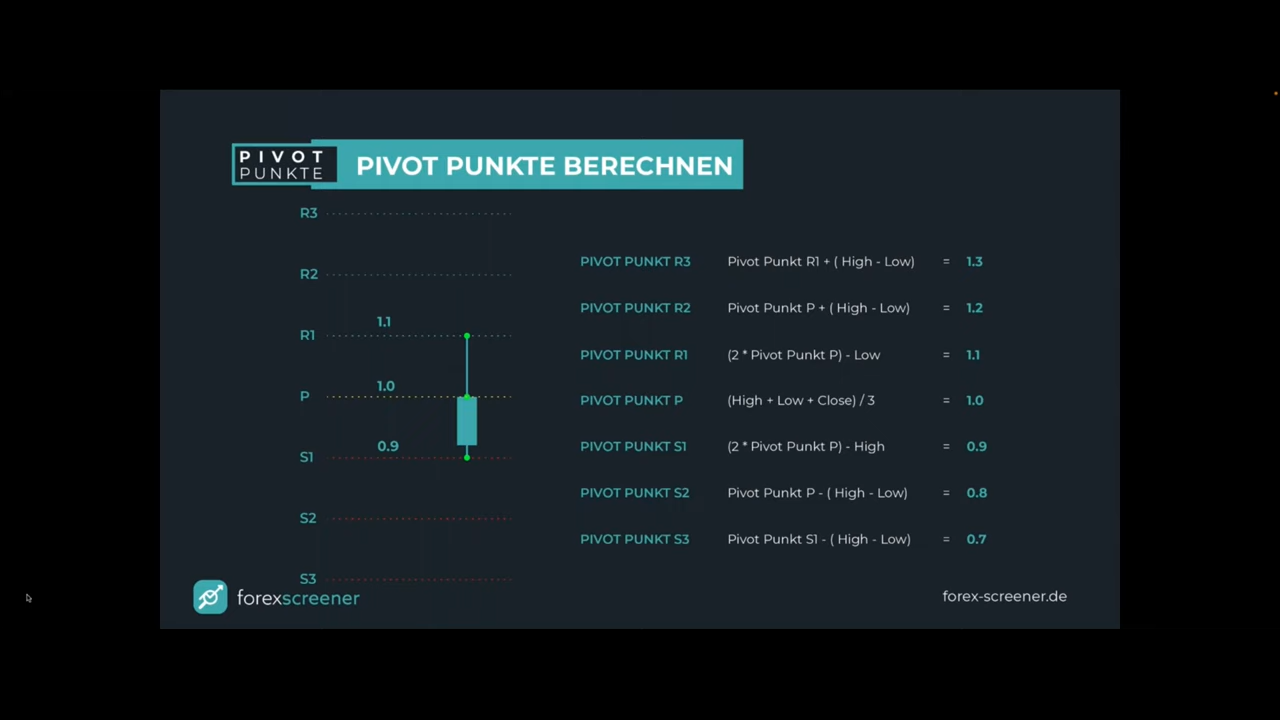 PIVOT
PUNKTE
PIVOT PUNKTE BERECHNEN
R3
R2
1.1
R1
1.0
P
0.9
S1
S2
S3
PIVOT PUNKT R3 Pivot Punkt R1 + ( High - Low) = 1.3
PIVOT PUNKT R2 Pivot Punkt P + ( High - Low) = 1.2
PIVOT PUNKT R1 (2 * Pivot Punkt P) - Low = 1.1
PIVOT PUNKT P (High + Low + Close) / 3 = 1.0
PIVOT PUNKT S1 (2 * Pivot Punkt P) - High = 0.9
PIVOT PUNKT S2 Pivot Punkt P - ( High - Low) = 0.8
PIVOT PUNKT S3 Pivot Punkt S1 - ( High - Low) = 0.7
forexscreener
forex-screener.de